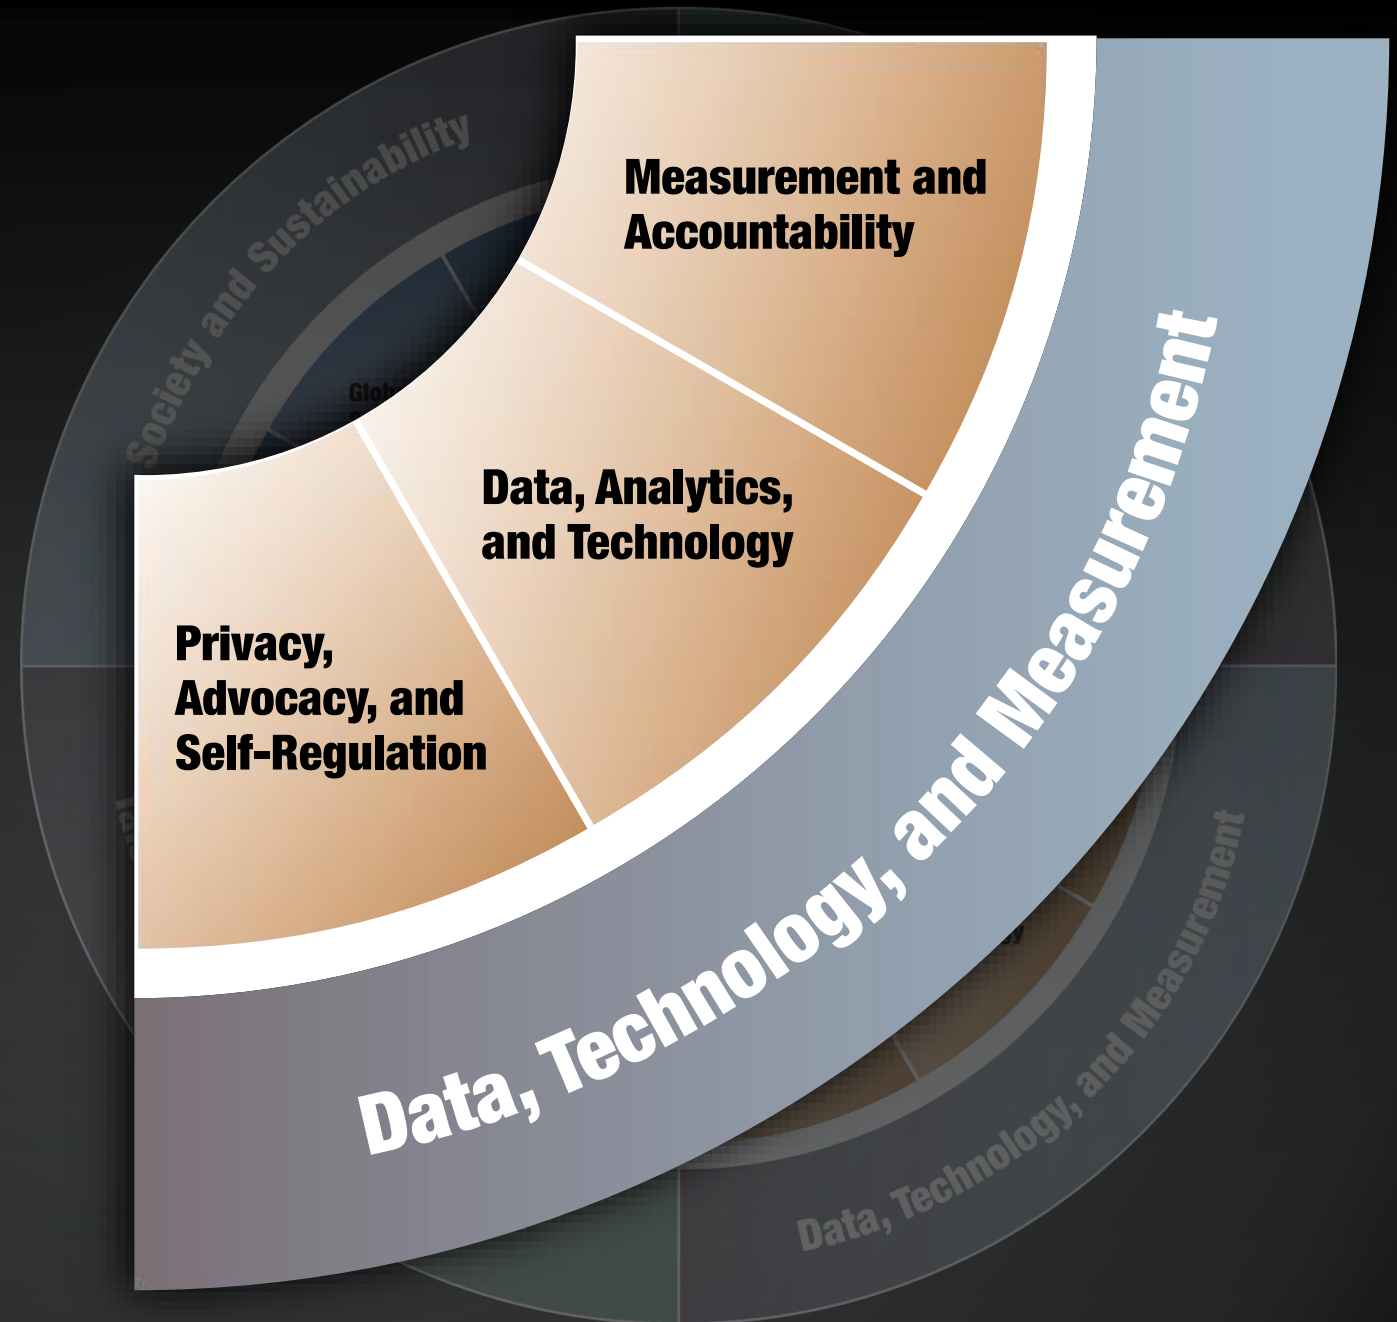 Society and Sustainability
Measurement and
Accountability
Data, Analytics,
and Technology
Privacy,
Advocacy, and
Self-Regulation
Data, Technology, and Measurement
Data, Technology, and Measurement